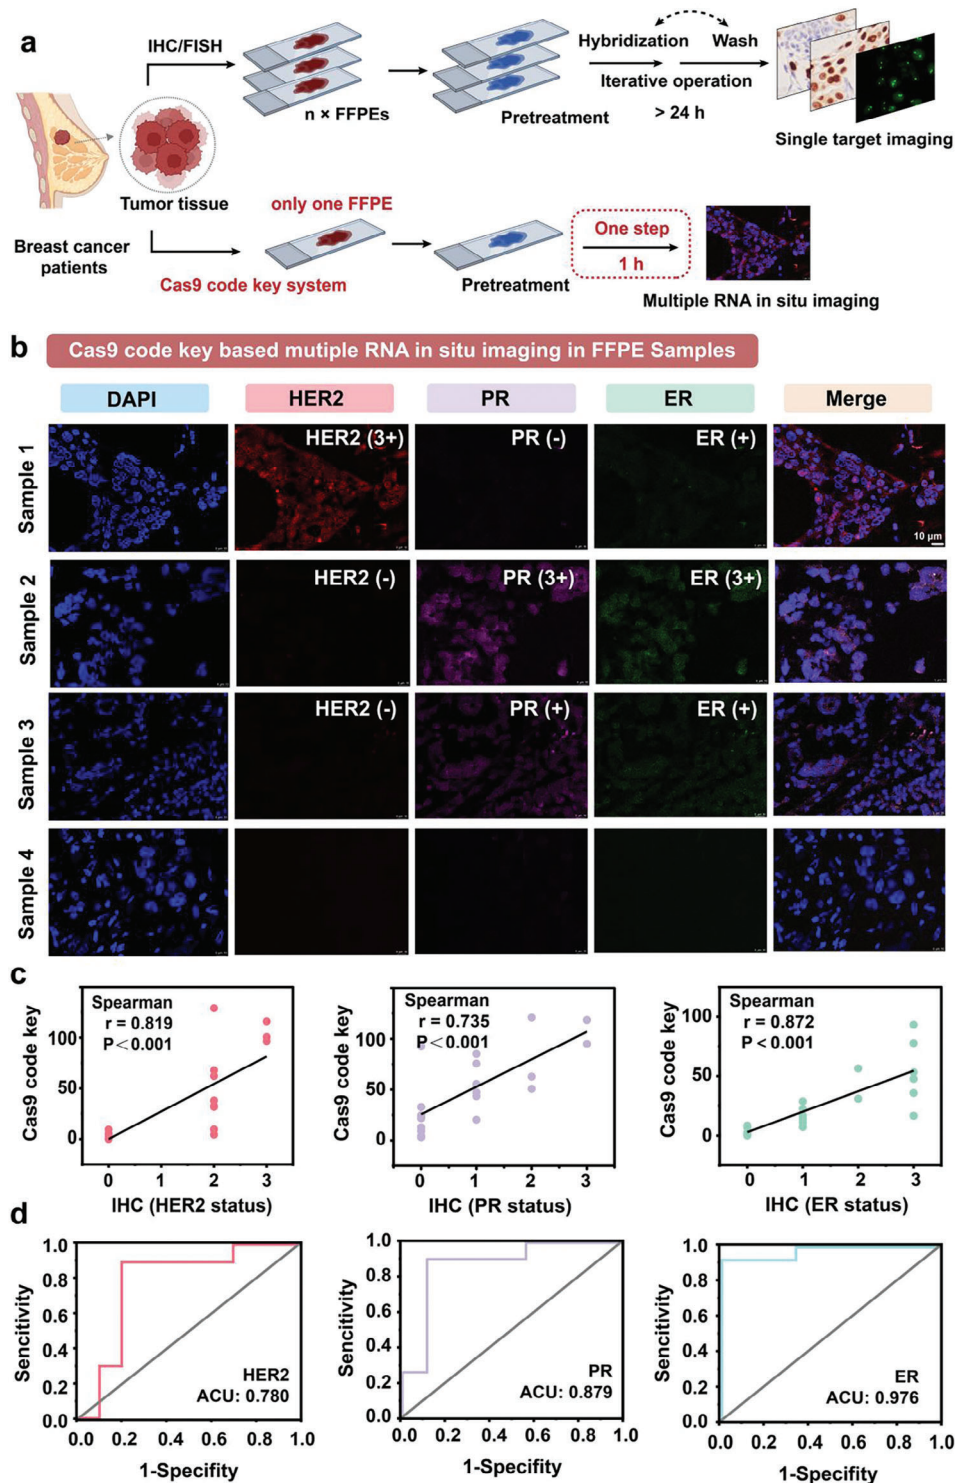 a
IHC/FISH
n × FFPEs
Pretreatment
Hybridization
Wash
Iterative operation
> 24 h
Single target imaging
Tumor tissue
Breast cancer
patients
only one FFPE
Cas9 code key system
Pretreatment
One step
1 h
Multiple RNA in situ imaging
b
Cas9 code key based mutiple RNA in situ imaging in FFPE Samples
DAPI
HER2
PR
ER
Merge
Sample 1
HER2 (3+)
PR (-)
ER (+)
10 μm
Sample 2
HER2 (-)
PR (3+)
ER (3+)
Sample 3
HER2 (-)
PR (+)
ER (+)
Sample 4
c
Cas9 code key
100
50
0
Spearman
r = 0.819
P<0.001
0 1 2 3
IHC (HER2 status)
Cas9 code key
100
50
0
Spearman
r = 0.735
P<0.001
0 1 2 3
IHC (PR status)
Cas9 code key
100
50
0
Spearman
r = 0.872
P < 0.001
0 1 2 3
IHC (ER status)
d
Sencitivity
1.0
0.8
0.6
0.4
0.2
0.0
HER2
ACU: 0.780
0.0 0.2 0.4 0.6 0.8 1.0
1-Specifity
Sencitivity
1.0
0.8
0.6
0.4
0.2
0.0
PR
ACU: 0.879
0.0 0.2 0.4 0.6 0.8 1.0
1-Specifity
Sencitivity
1.0
0.8
0.6
0.4
0.2
0.0
ER
ACU: 0.976
0.0 0.2 0.4 0.6 0.8 1.0
1-Specifity